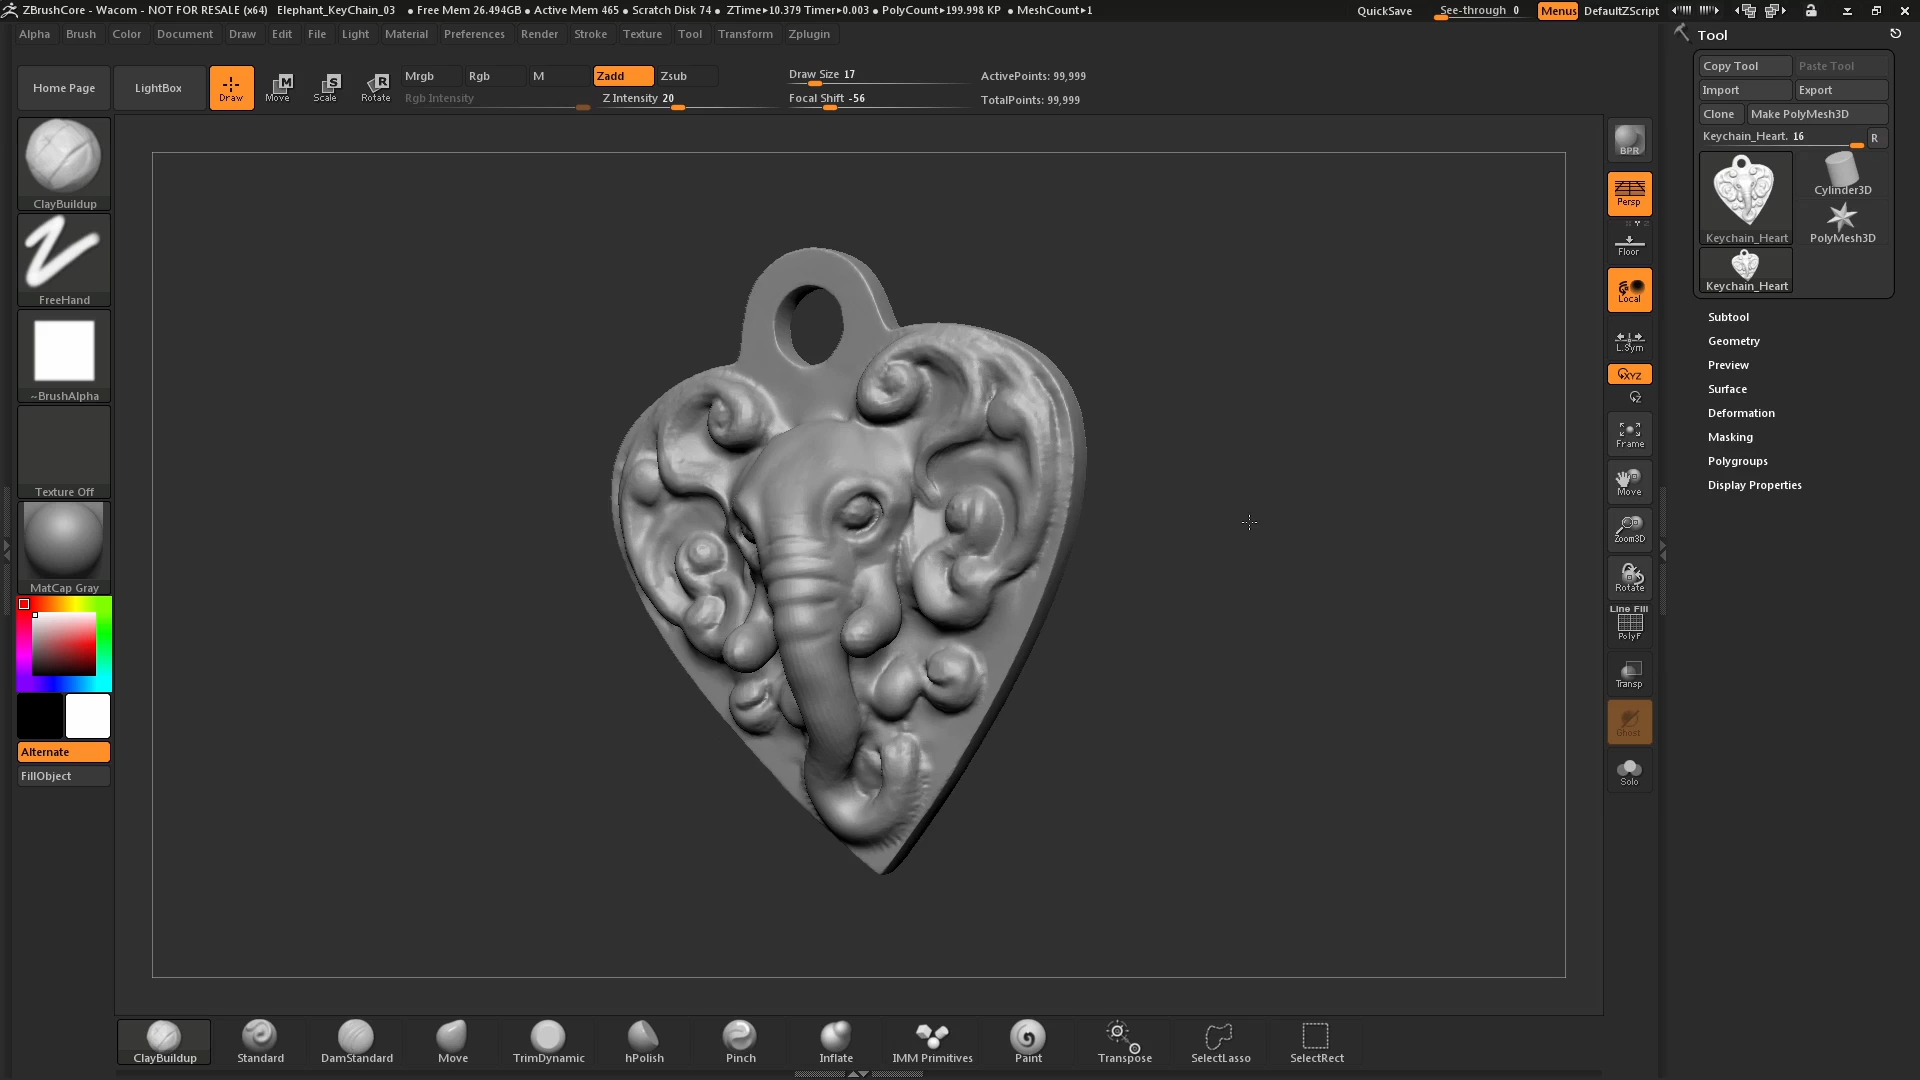 ZBrushCore - Wacom - NOT FOR RESALE (x64) Elephant_KeyChain_03 • Free Mem 26.494GB • Active Mem 465 • Scratch Disk 74 • ZTime▸10.379 Timer▸0.003 • PolyCount▸199.998 KP • MeshCount▸1 QuickSave See-through 0 Menus DefaultZScript
Alpha Brush Color Document Draw Edit File Light Material Preferences Render Stroke Texture Tool Transform Zplugin
Tool
Home Page
LightBox
Draw
M
Move
S
Scale
R
Rotate
Mrgb Rgb M Zadd Zsub
Rgb Intensity Z Intensity 20
Draw Size 17
Focal Shift -56
ActivePoints: 99,999
TotalPoints: 99,999
Copy Tool Paste Tool
Import Export
Clone Make PolyMesh3D
Keychain_Heart. 16 R
Keychain_Heart
Cylinder3D
PolyMesh3D
Keychain_Heart
Subtool
Geometry
Preview
Surface
Deformation
Masking
Polygroups
Display Properties
ClayBuildup
FreeHand
~BrushAlpha
Texture Off
MatCap Gray
Alternate
FillObject
BPR
Persp
Floor
Local
L.Sym
XYZ
Z
Frame
Move
Zoom3D
Rotate
Line Fill
PolyF
Transp
Ghost
Solo
ClayBuildup Standard DamStandard Move TrimDynamic hPolish Pinch Inflate IMM Primitives Paint Transpose SelectLasso SelectRect